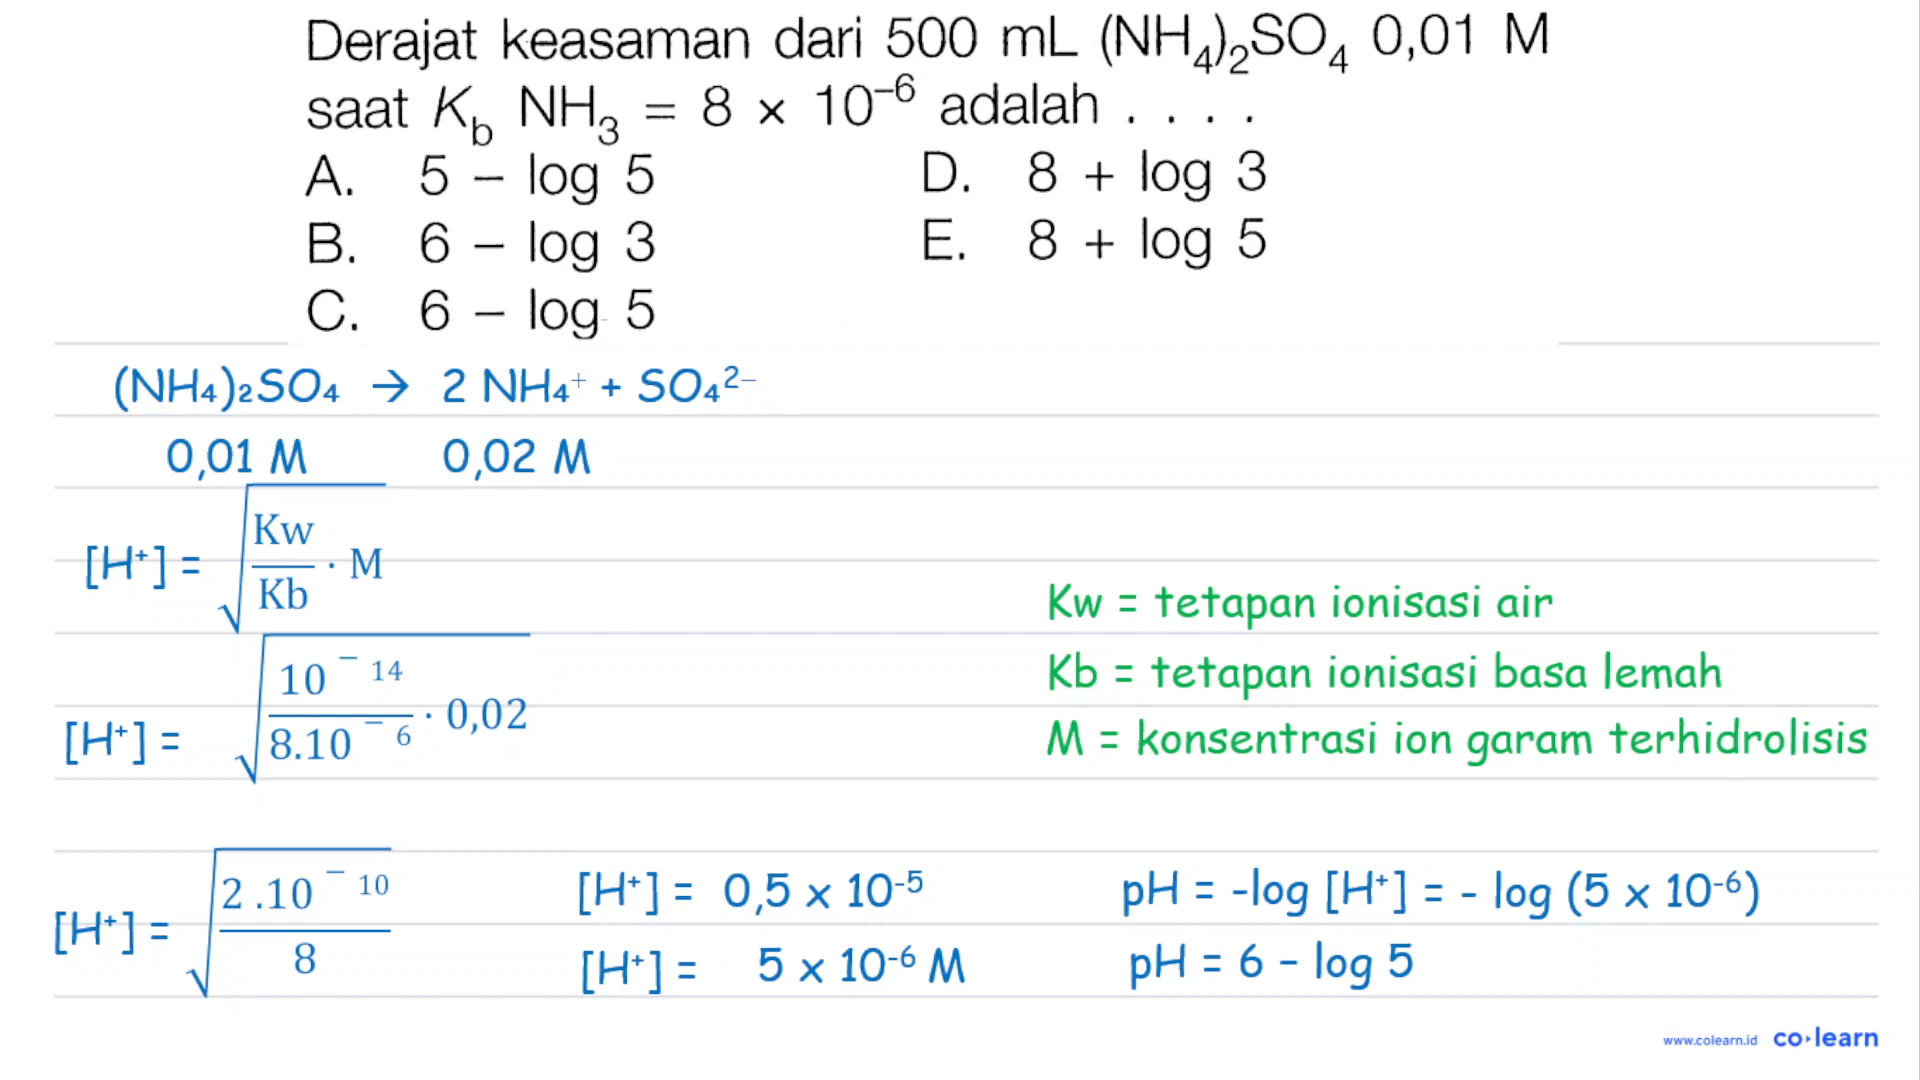 Derajat keasaman dari 500 mL (NH₄)₂SO₄ 0,01 M
saat K_b NH₃ = 8 × 10⁻⁶ adalah . . . .
A. 5 – log 5
B. 6 – log 3
C. 6 – log 5
D. 8 + log 3
E. 8 + log 5
(NH₄)₂SO₄ → 2 NH₄⁺ + SO₄²⁻
0,01 M 0,02 M
[H⁺] = √(Kw/Kb · M)
[H⁺] = √(10⁻¹⁴/8.10⁻⁶ · 0,02)
Kw = tetapan ionisasi air
Kb = tetapan ionisasi basa lemah
M = konsentrasi ion garam terhidrolisis
[H⁺] = √(2 .10⁻¹⁰/8)
[H⁺] = 0,5 x 10⁻⁵
[H⁺] = 5 x 10⁻⁶ M
pH = -log [H⁺] = - log (5 x 10⁻⁶)
pH = 6 – log 5
www.colearn.id co·learn